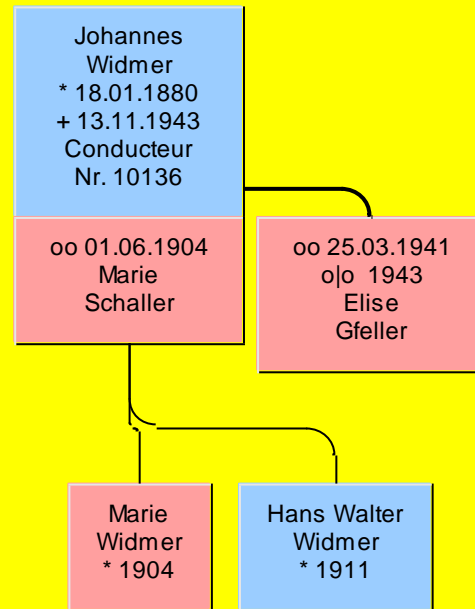 Johannes
Widmer
* 18.01.1880
+ 13.11.1943
Conducteur
Nr. 10136
oo 01.06.1904
Marie
Schaller
oo 25.03.1941
o|o 1943
Elise
Gfeller
Marie
Widmer
* 1904
Hans Walter
Widmer
* 1911